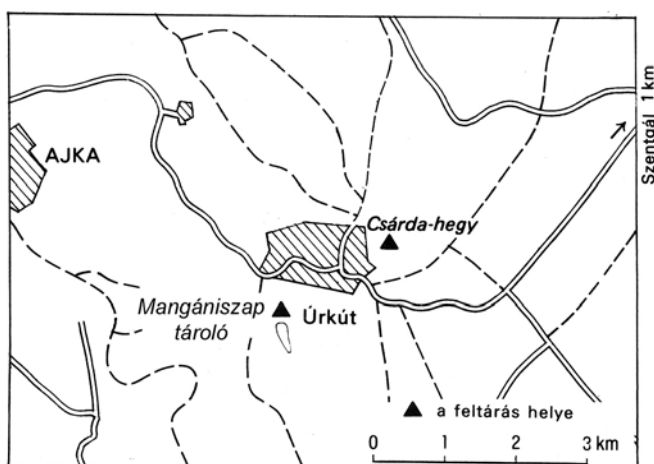 AJKA
Csárda-hegy
Szentgál 1 km
Mangániszap
tároló
Úrkút
a feltárás helye
0 1 2 3 km